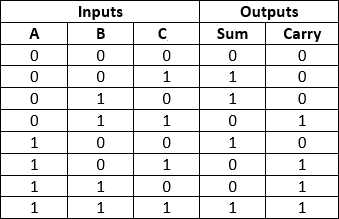 Inputs Outputs
A B C Sum Carry
0 0 0 0 0
0 0 1 1 0
0 1 0 1 0
0 1 1 0 1
1 0 0 1 0
1 0 1 0 1
1 1 0 0 1
1 1 1 1 1